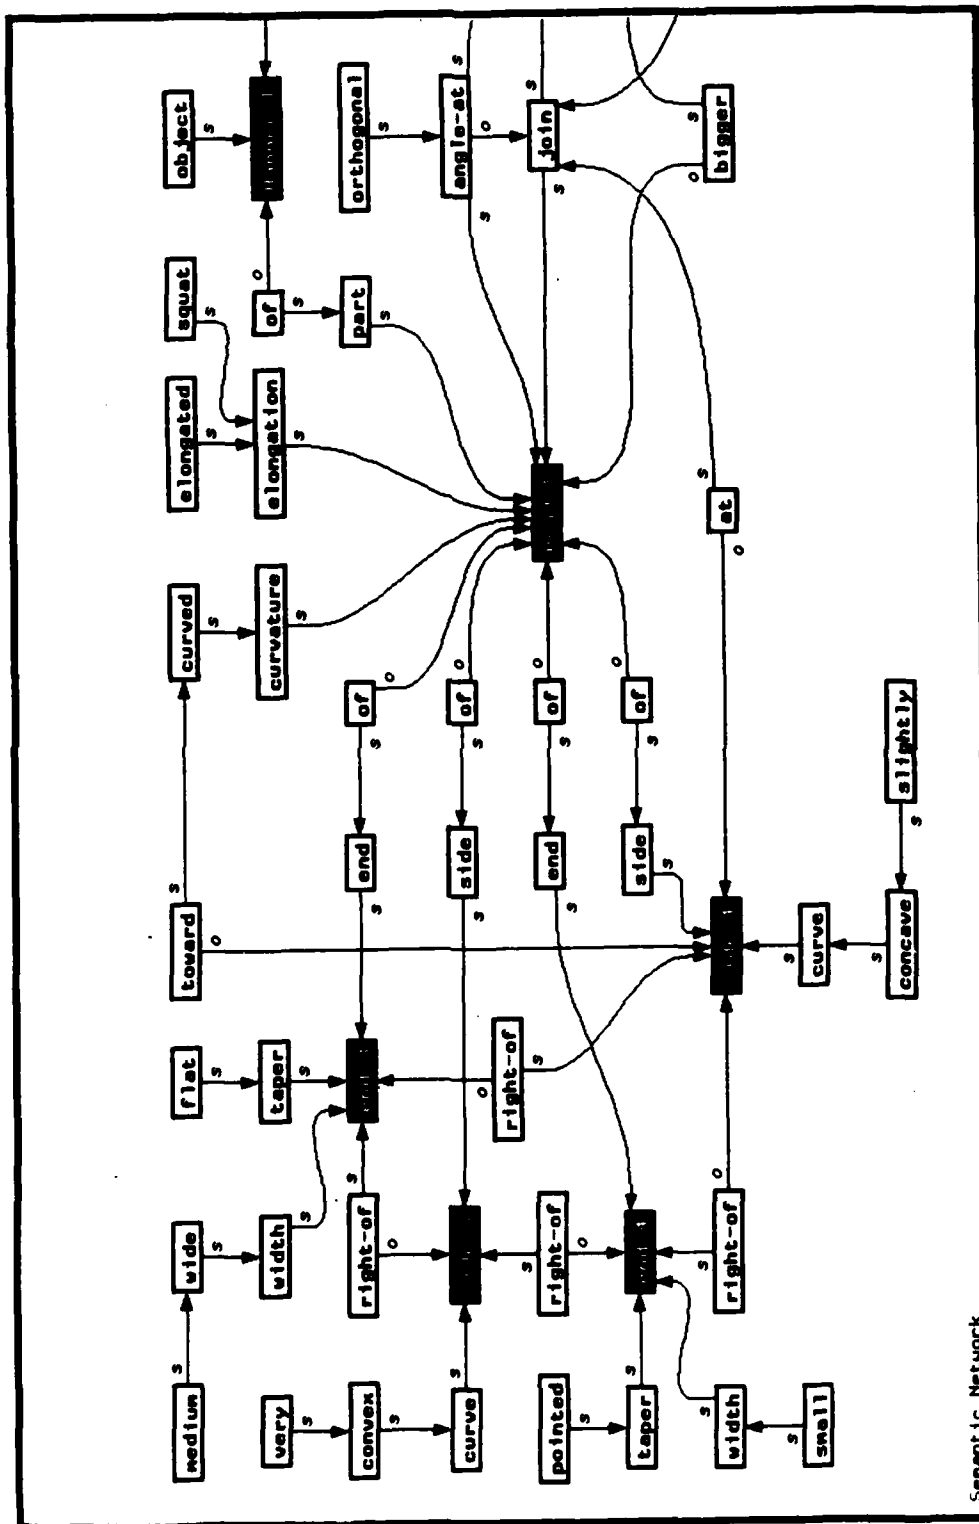 medium s wide flat toward s curved elongated squat object
s s o s s s s
very width taper curvature elongation of o
s s s s s s
convex right-of s end of part orthogonal
s o s s o s s
curve s side of o angle-at s
s s o s
right-of
o s
pointed right-of s end of o join s
s o s s s
taper s side of o
s s
width s right-of s o at s bigger o s
o
small s curve s
concave s slightly s
Semantic Network